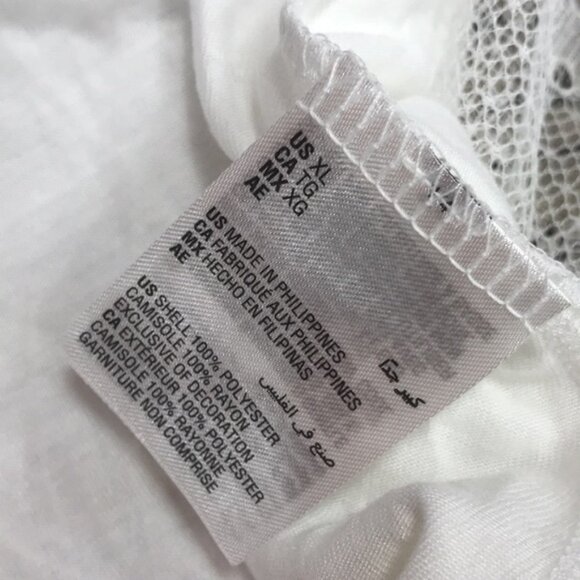 US XL
CA TG
MX XG
AE
كبير جدًا
US MADE IN PHILIPPINES
CA FABRIQUE AUX PHILIPPINES
MX HECHO EN FILIPINAS
AE
صنع في الفلبين
US SHELL 100% POLYESTER
CAMISOLE 100% RAYON
EXCLUSIVE OF DECORATION
CA EXTÉRIEUR 100% POLYESTER
CAMISOLE 100% RAYONNE
GARNITURE NON COMPRISE